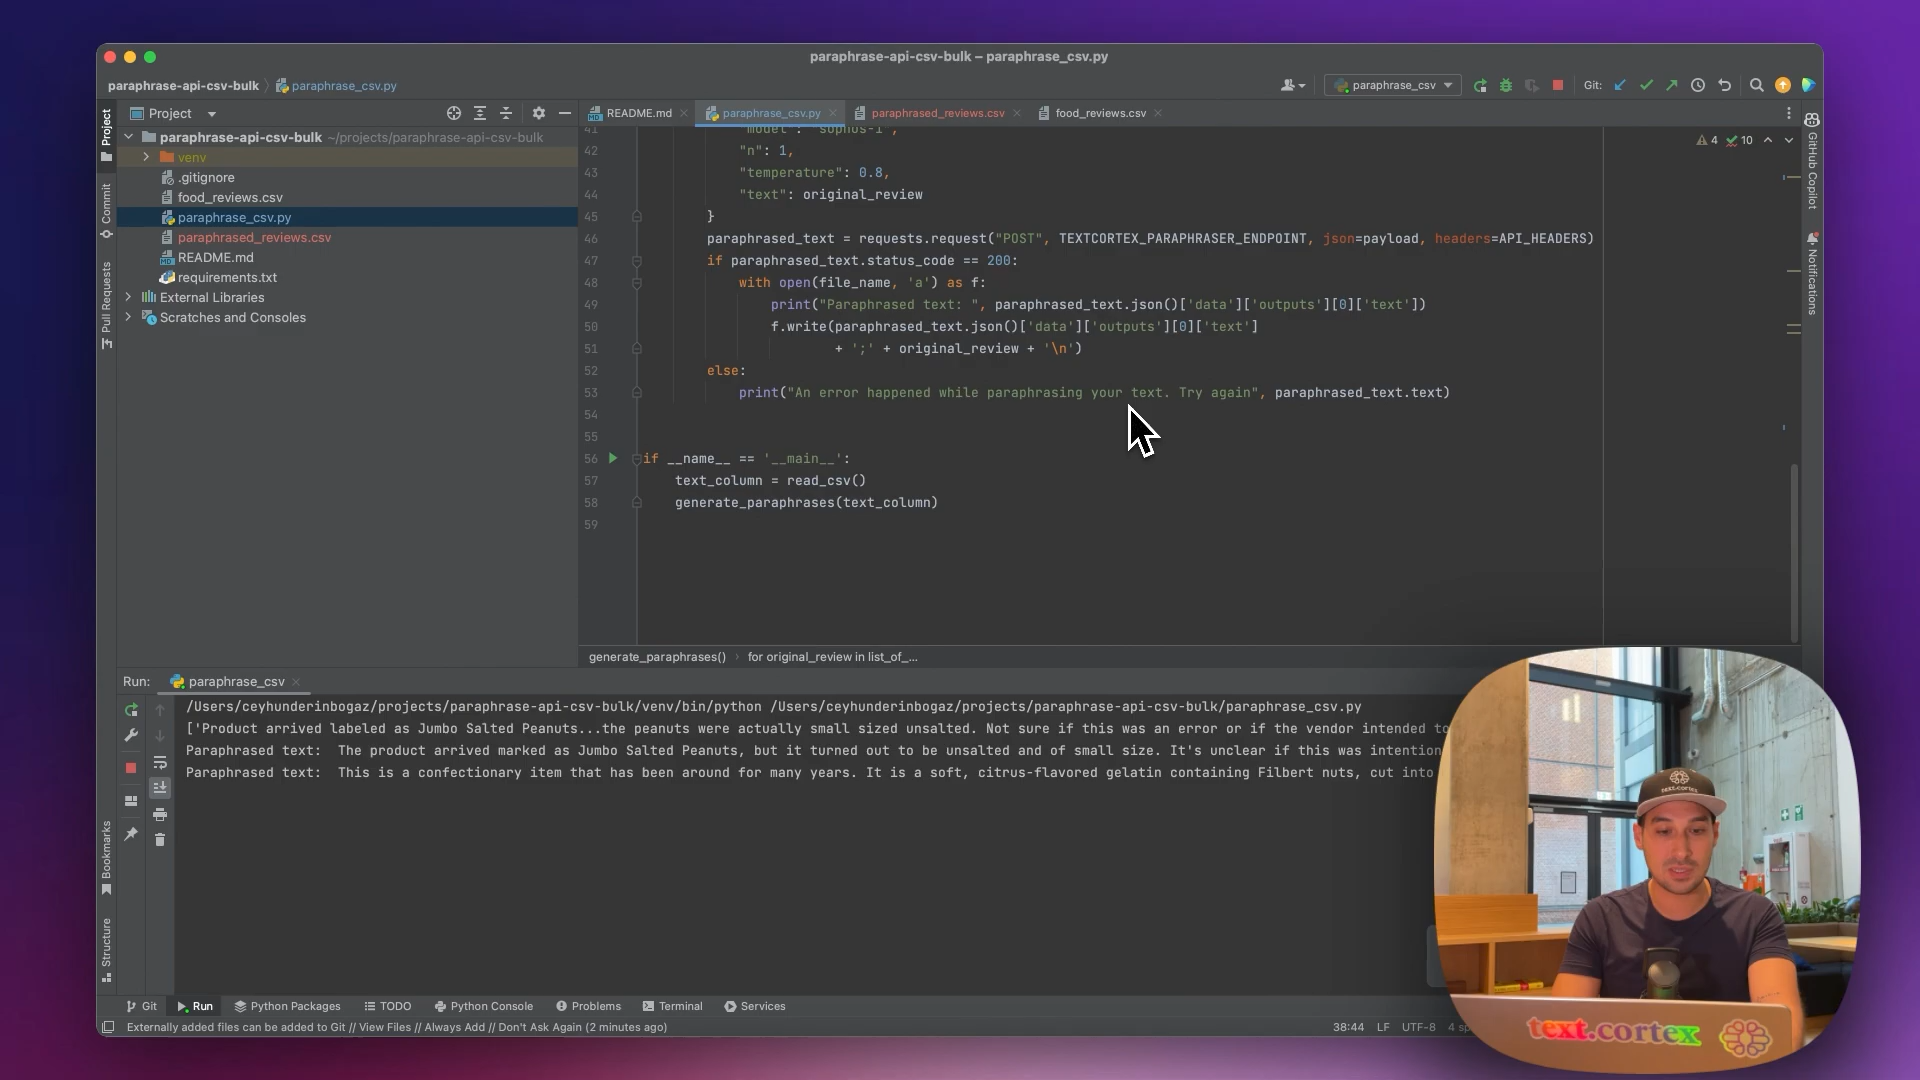 paraphrase-api-csv-bulk – paraphrase_csv.py
paraphrase-api-csv-bulk
paraphrase_csv.py
paraphrase_csv
Git:
Project
README.md
paraphrase_csv.py
paraphrased_reviews.csv
food_reviews.csv
paraphrase-api-csv-bulk ~/projects/paraphrase-api-csv-bulk
venv
.gitignore
food_reviews.csv
paraphrase_csv.py
paraphrased_reviews.csv
README.md
requirements.txt
External Libraries
Scratches and Consoles
Project
Commit
Pull Requests
Bookmarks
Structure
4
10
GitHub Copilot
Notifications
41 "model": "sophos-1",
42 "n": 1,
43 "temperature": 0.8,
44 "text": original_review
45 }
46 paraphrased_text = requests.request("POST", TEXTCORTEX_PARAPHRASER_ENDPOINT, json=payload, headers=API_HEADERS)
47 if paraphrased_text.status_code == 200:
48 with open(file_name, 'a') as f:
49 print("Paraphrased text: ", paraphrased_text.json()['data']['outputs'][0]['text'])
50 f.write(paraphrased_text.json()['data']['outputs'][0]['text']
51 + ';' + original_review + '\n')
52 else:
53 print("An error happened while paraphrasing your text. Try again", paraphrased_text.text)
54
55
56 if __name__ == '__main__':
57 text_column = read_csv()
58 generate_paraphrases(text_column)
59
generate_paraphrases()
for original_review in list_of_...
Run:
paraphrase_csv
/Users/ceyhunderinbogaz/projects/paraphrase-api-csv-bulk/venv/bin/python /Users/ceyhunderinbogaz/projects/paraphrase-api-csv-bulk/paraphrase_csv.py
['Product arrived labeled as Jumbo Salted Peanuts...the peanuts were actually small sized unsalted. Not sure if this was an error or if the vendor intended to
Paraphrased text:  The product arrived marked as Jumbo Salted Peanuts, but it turned out to be unsalted and of small size. It's unclear if this was intention
Paraphrased text:  This is a confectionary item that has been around for many years. It is a soft, citrus-flavored gelatin containing Filbert nuts, cut into
Git
Run
Python Packages
TODO
Python Console
Problems
Terminal
Services
Externally added files can be added to Git // View Files // Always Add // Don't Ask Again (2 minutes ago)
38:44
LF
UTF-8
4 sp
text.cortex
text.cortex